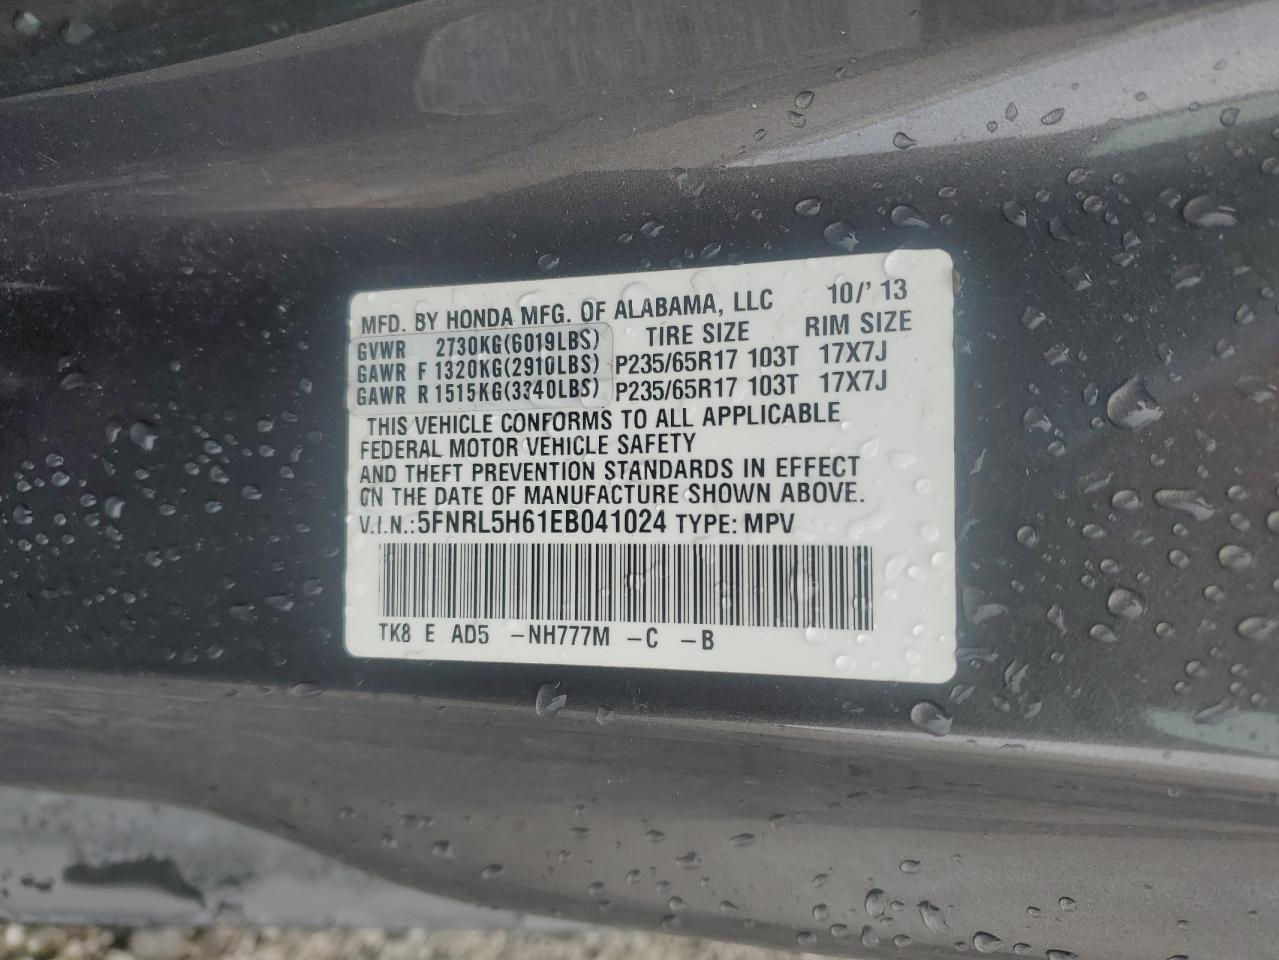 MFD. BY HONDA MFG. OF ALABAMA, LLC 10/' 13
GVWR 2730KG(6019LBS) TIRE SIZE RIM SIZE
GAWR F 1320KG(2910LBS) P235/65R17 103T 17X7J
GAWR R 1515KG(3340LBS) P235/65R17 103T 17X7J
THIS VEHICLE CONFORMS TO ALL APPLICABLE
FEDERAL MOTOR VEHICLE SAFETY
AND THEFT PREVENTION STANDARDS IN EFFECT
ON THE DATE OF MANUFACTURE SHOWN ABOVE.
V.I.N.: 5FNRL5H61EB041024 TYPE: MPV
TK8 E AD5 -NH777M -C -B